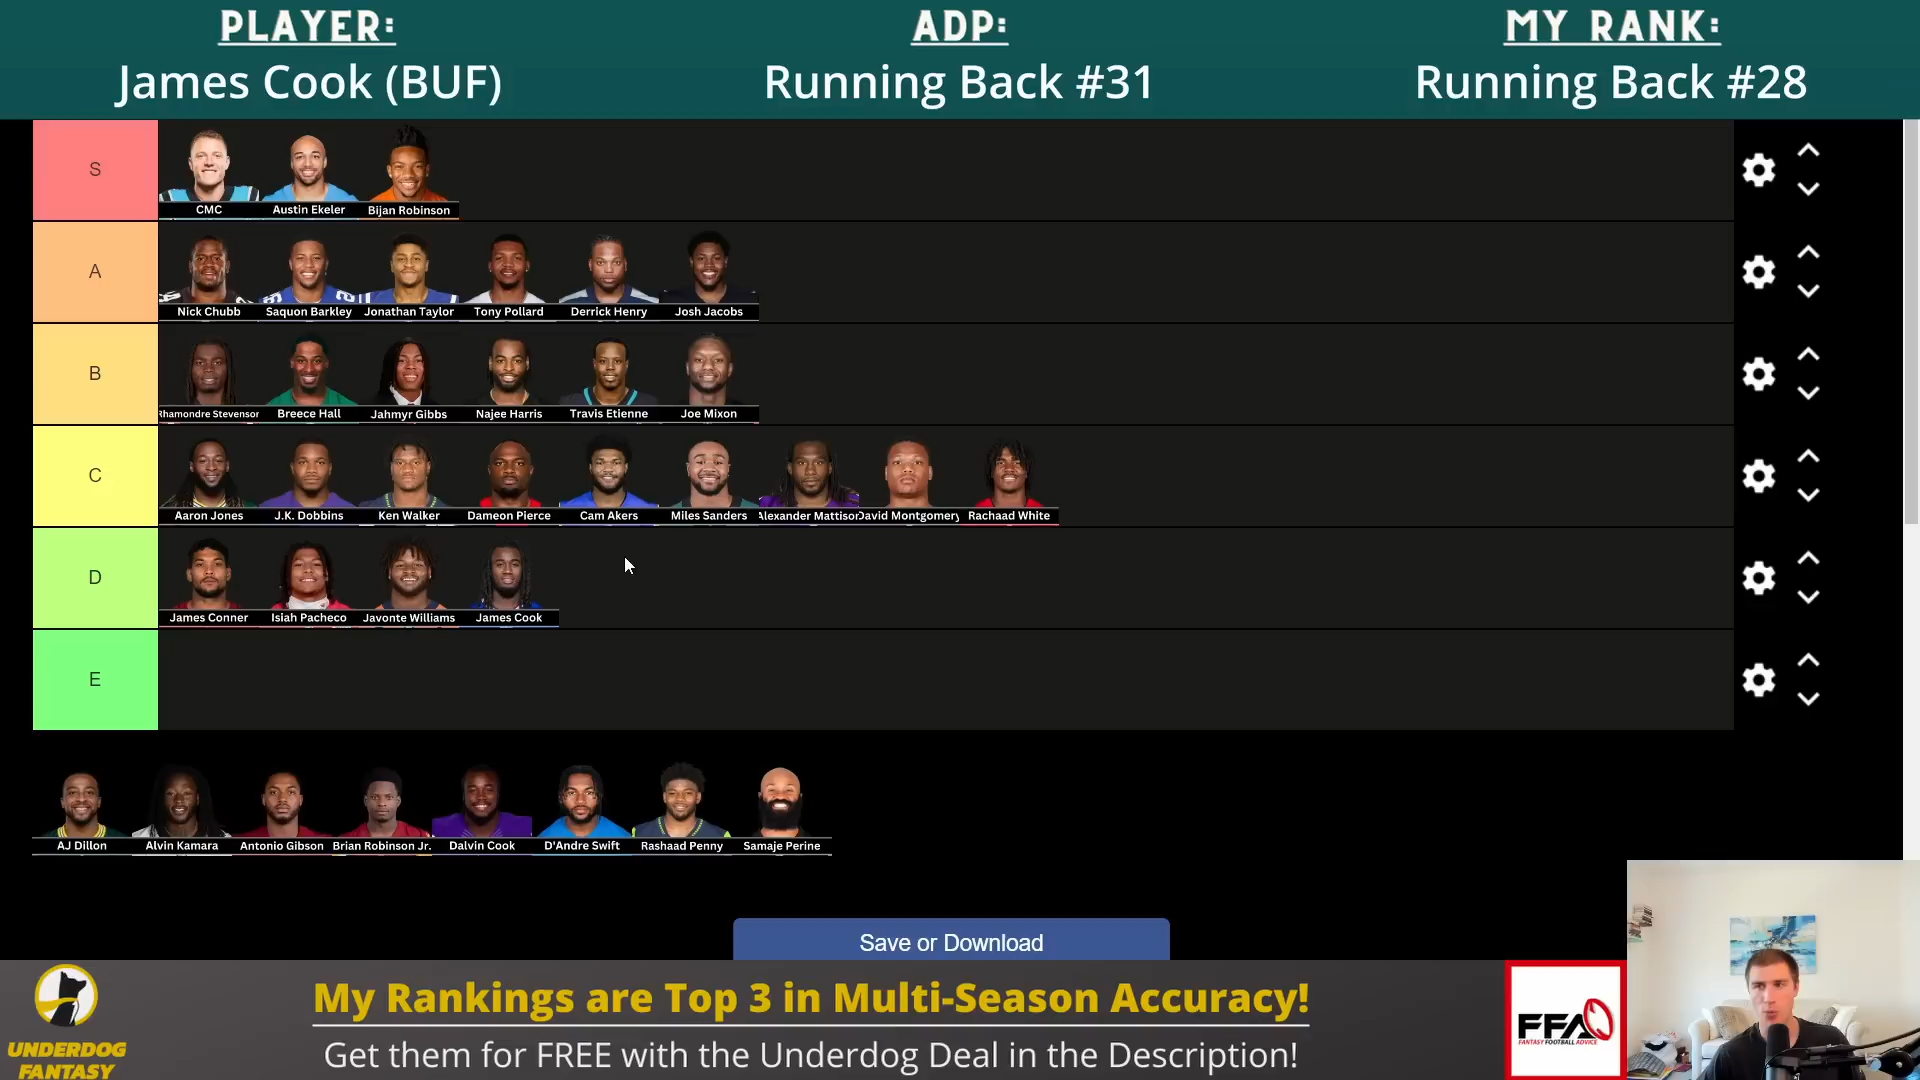 PLAYER:
James Cook (BUF)
ADP:
Running Back #31
MY RANK:
Running Back #28
S
CMC
Austin Ekeler
Bijan Robinson
A
Nick Chubb
Saquon Barkley
Jonathan Taylor
Tony Pollard
Derrick Henry
Josh Jacobs
B
Rhamondre Stevenson
Breece Hall
Jahmyr Gibbs
Najee Harris
Travis Etienne
Joe Mixon
C
Aaron Jones
J.K. Dobbins
Ken Walker
Dameon Pierce
Cam Akers
Miles Sanders
Alexander Mattison
David Montgomery
Rachaad White
D
James Conner
Isiah Pacheco
Javonte Williams
James Cook
E
AJ Dillon
Alvin Kamara
Antonio Gibson
Brian Robinson Jr.
Dalvin Cook
D'Andre Swift
Rashaad Penny
Samaje Perine
Save or Download
UNDERDOG
FANTASY
My Rankings are Top 3 in Multi-Season Accuracy!
Get them for FREE with the Underdog Deal in the Description!
FFA
FANTASY FOOTBALL ADVICE